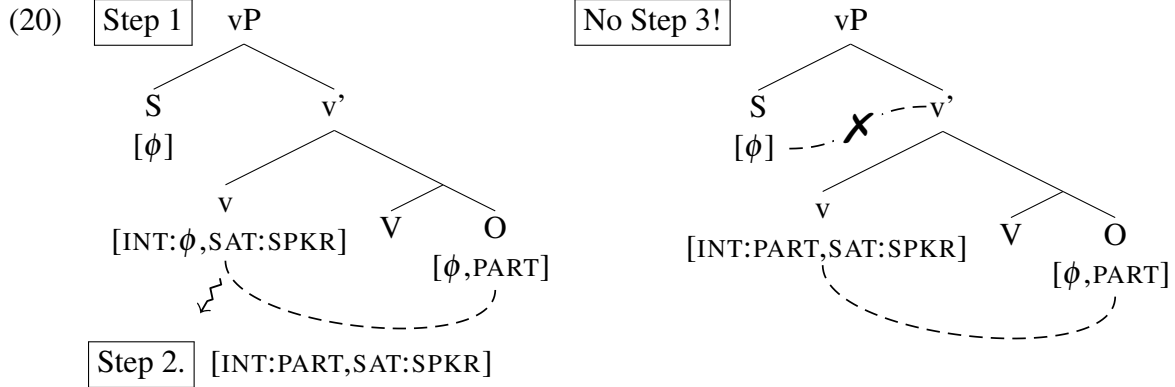 (20) Step 1 vP No Step 3! vP
S v’ S v’
[ϕ] [ϕ] ✗
v V O v V O
[INT:ϕ,SAT:SPKR] [ϕ,PART] [INT:PART,SAT:SPKR] [ϕ,PART]
Step 2. [INT:PART,SAT:SPKR]